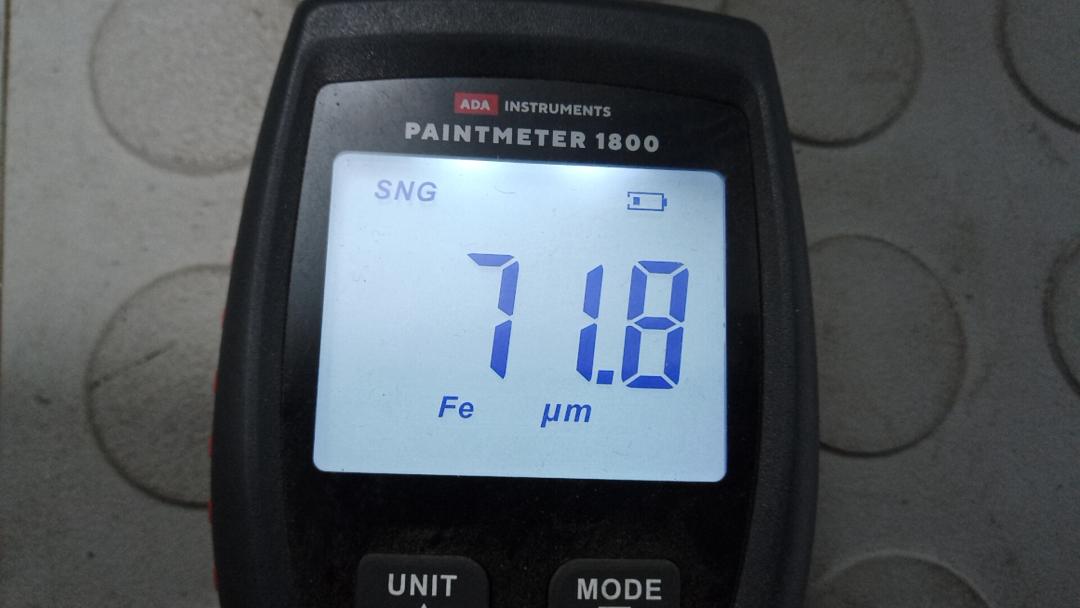 ADA INSTRUMENTS
PAINTMETER 1800
SNG
71.8
Fe µm
UNIT MODE